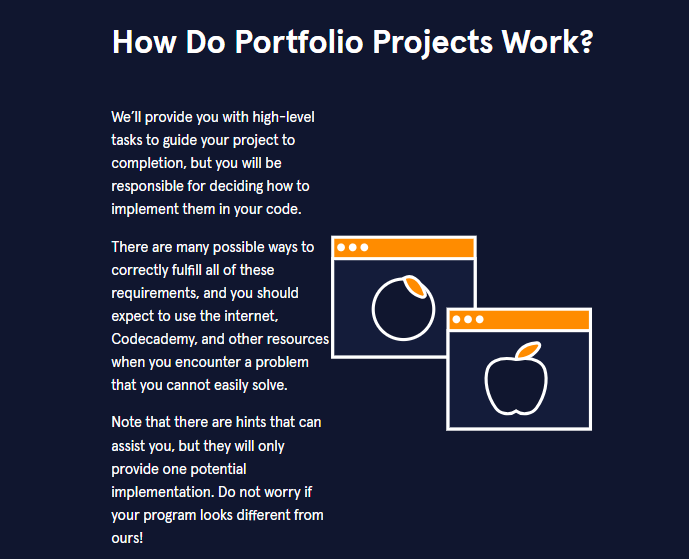 How Do Portfolio Projects Work?
We’ll provide you with high-level
tasks to guide your project to
completion, but you will be
responsible for deciding how to
implement them in your code.
There are many possible ways to
correctly fulfill all of these
requirements, and you should
expect to use the internet,
Codecademy, and other resources
when you encounter a problem
that you cannot easily solve.
Note that there are hints that can
assist you, but they will only
provide one potential
implementation. Do not worry if
your program looks different from
ours!